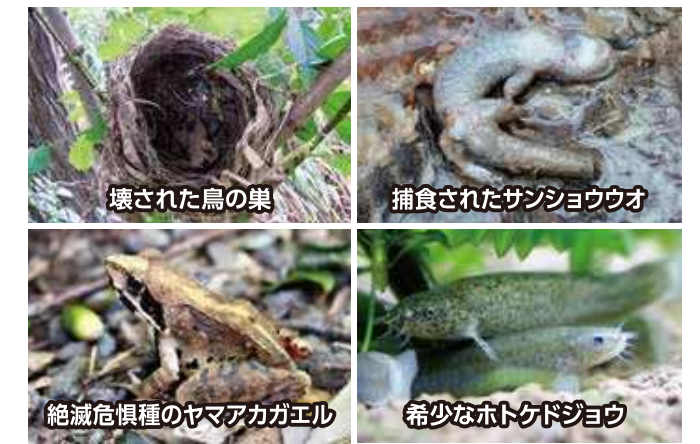 壊された鳥の巣
捕食されたサンショウウオ
絶滅危惧種のヤマアカガエル
希少なホトケドジョウ